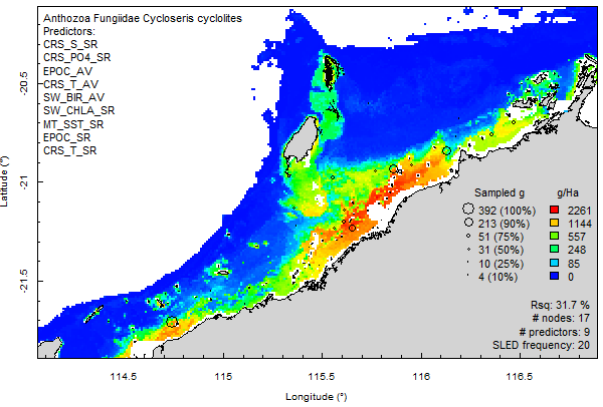 Anthozoa Fungiidae Cycloseris cyclolites
Predictors:
CRS_S_SR
CRS_PO4_SR
EPOC_AV
CRS_T_AV
SW_BIR_AV
SW_CHLA_SR
MT_SST_SR
EPOC_SR
CRS_T_SR
-20.5
-21
-21.5
Latitude (°)
Sampled g g/Ha
392 (100%) 2261
213 (90%) 1144
51 (75%) 557
31 (50%) 248
10 (25%) 85
4 (10%) 0
Rsq: 31.7 %
# nodes: 17
# predictors: 9
SLED frequency: 20
114.5 115 115.5 116 116.5
Longitude (°)